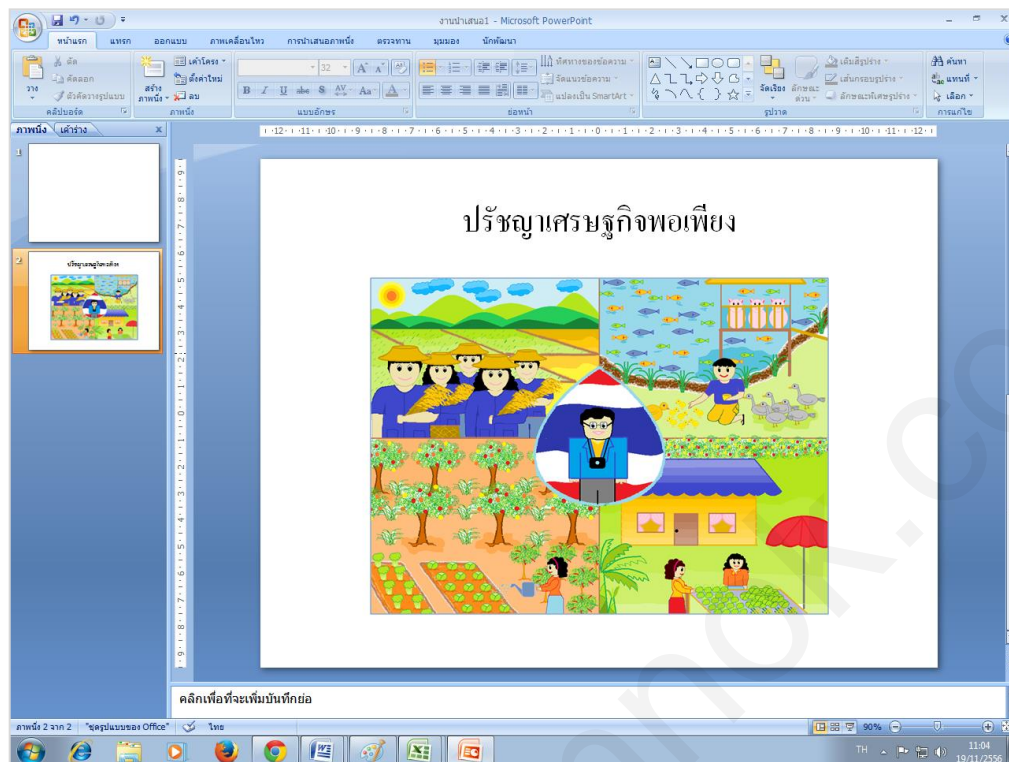 งานนำเสนอ1 - Microsoft PowerPoint
หน้าแรก แทรก ออกแบบ ภาพเคลื่อนไหว การนำเสนอภาพนิ่ง ตรวจทาน มุมมอง นักพัฒนา
วาง
ตัด
คัดลอก
ตัวคัดวางรูปแบบ
คลิปบอร์ด
สร้าง
ภาพนิ่ง
เค้าโครง
ตั้งค่าใหม่
ลบ
ภาพนิ่ง
32
B I U abc S AV Aa A
แบบอักษร
ทิศทางของข้อความ
จัดแนวข้อความ
แปลงเป็น SmartArt
ย่อหน้า
จัดเรียง
ลักษณะ
ด่วน
เติมสีรูปร่าง
เส้นกรอบรูปร่าง
ลักษณะพิเศษรูปร่าง
รูปวาด
ค้นหา
แทนที่
เลือก
การแก้ไข
ภาพนิ่ง เค้าร่าง x
1
2
ปรัชญาเศรษฐกิจพอเพียง
ปรัชญาเศรษฐกิจพอเพียง
คลิกเพื่อที่จะเพิ่มบันทึกย่อ
ภาพนิ่ง 2 จาก 2 "ชุดรูปแบบของ Office" ไทย 90%
TH 11:04
19/11/2556